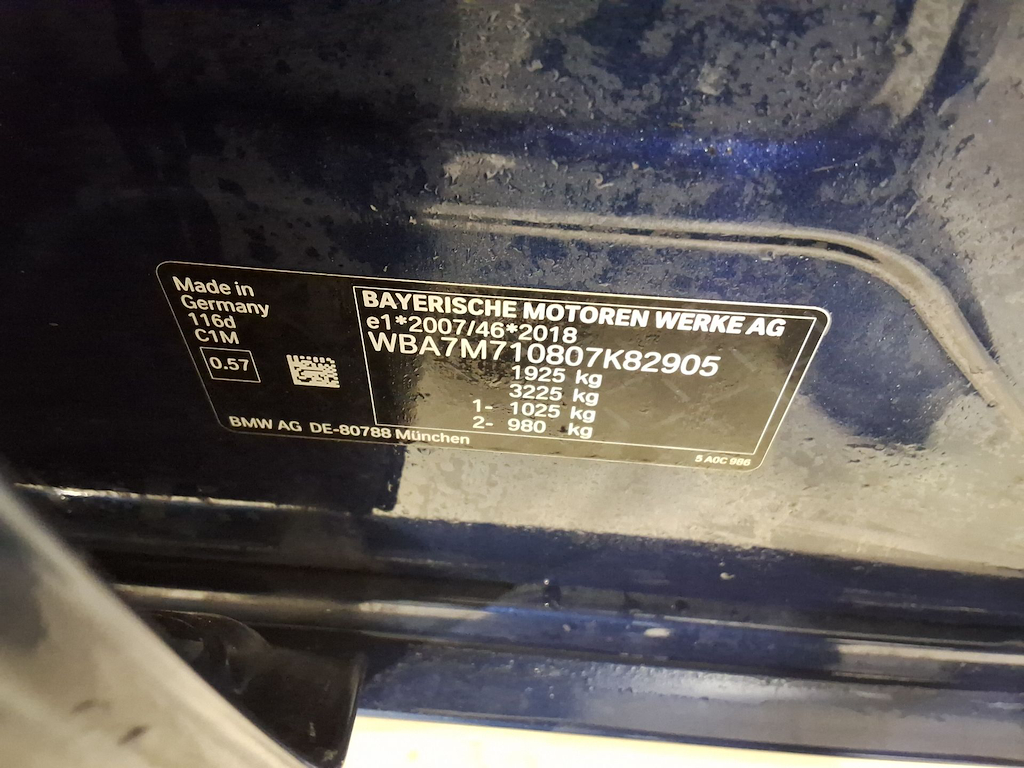 Made in
Germany
116d
C1M
0.57
BMW AG DE-80788 München
BAYERISCHE MOTOREN WERKE AG
e1*2007/46*2018
WBA7M710807K82905
1925 kg
3225 kg
1- 1025 kg
2- 980 kg
5 A0C 986